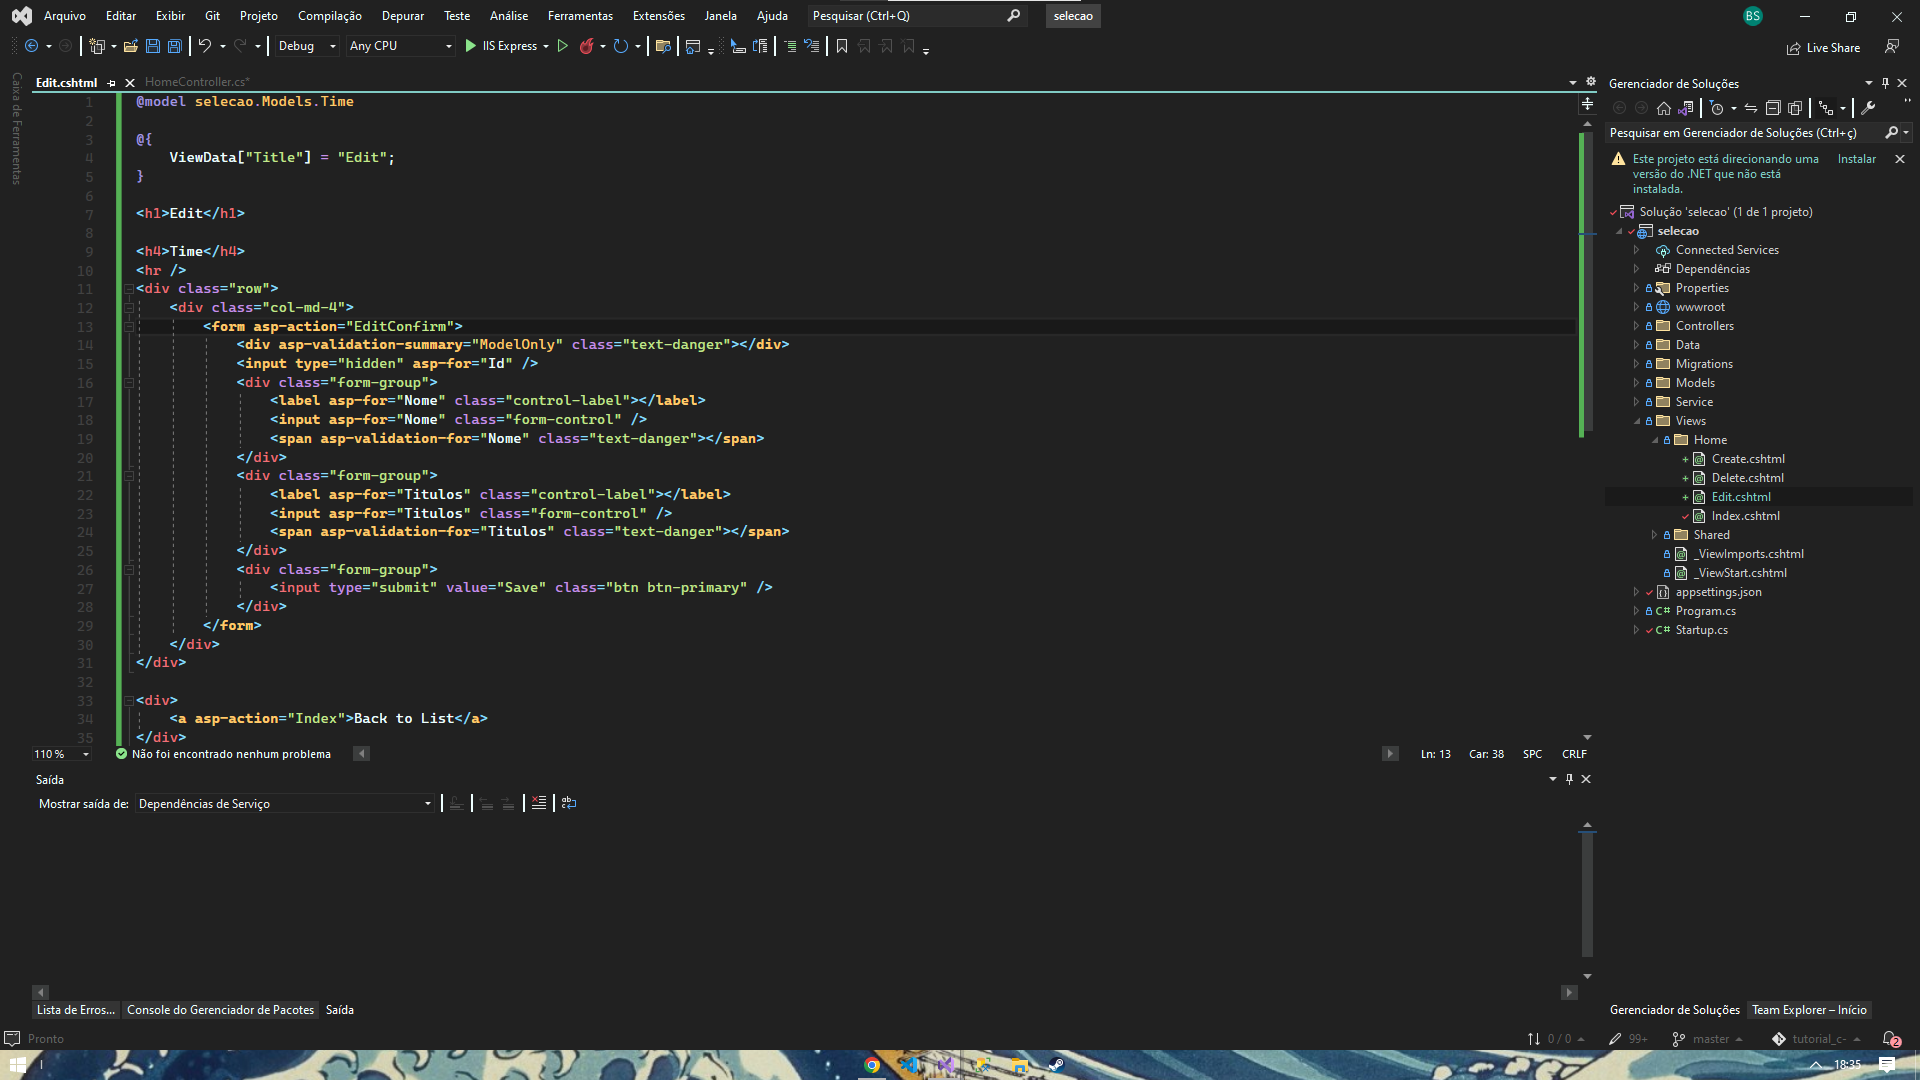 Arquivo Editar Exibir Git Projeto Compilação Depurar Teste Análise Ferramentas Extensões Janela Ajuda Pesquisar (Ctrl+Q) selecao BS
Debug Any CPU IIS Express Live Share
Caixa de Ferramentas
Edit.cshtml HomeController.cs*
1 @model selecao.Models.Time
2
3 @{
4 ViewData["Title"] = "Edit";
5 }
6
7 <h1>Edit</h1>
8
9 <h4>Time</h4>
10 <hr />
11 <div class="row">
12 <div class="col-md-4">
13 <form asp-action="EditConfirm">
14 <div asp-validation-summary="ModelOnly" class="text-danger"></div>
15 <input type="hidden" asp-for="Id" />
16 <div class="form-group">
17 <label asp-for="Nome" class="control-label"></label>
18 <input asp-for="Nome" class="form-control" />
19 <span asp-validation-for="Nome" class="text-danger"></span>
20 </div>
21 <div class="form-group">
22 <label asp-for="Titulos" class="control-label"></label>
23 <input asp-for="Titulos" class="form-control" />
24 <span asp-validation-for="Titulos" class="text-danger"></span>
25 </div>
26 <div class="form-group">
27 <input type="submit" value="Save" class="btn btn-primary" />
28 </div>
29 </form>
30 </div>
31 </div>
32
33 <div>
34 <a asp-action="Index">Back to List</a>
35 </div>
110 % Não foi encontrado nenhum problema Ln: 13 Car: 38 SPC CRLF
Saída
Mostrar saída de: Dependências de Serviço
Lista de Erros... Console do Gerenciador de Pacotes Saída
Gerenciador de Soluções
Pesquisar em Gerenciador de Soluções (Ctrl+ç)
Este projeto está direcionando uma Instalar
versão do .NET que não está
instalada.
Solução 'selecao' (1 de 1 projeto)
selecao
Connected Services
Dependências
Properties
wwwroot
Controllers
Data
Migrations
Models
Service
Views
Home
Create.cshtml
Delete.cshtml
Edit.cshtml
Index.cshtml
Shared
_ViewImports.cshtml
_ViewStart.cshtml
appsettings.json
C# Program.cs
C# Startup.cs
Gerenciador de Soluções Team Explorer – Início
Pronto 0 / 0 99+ master tutorial_c- 2
18:35